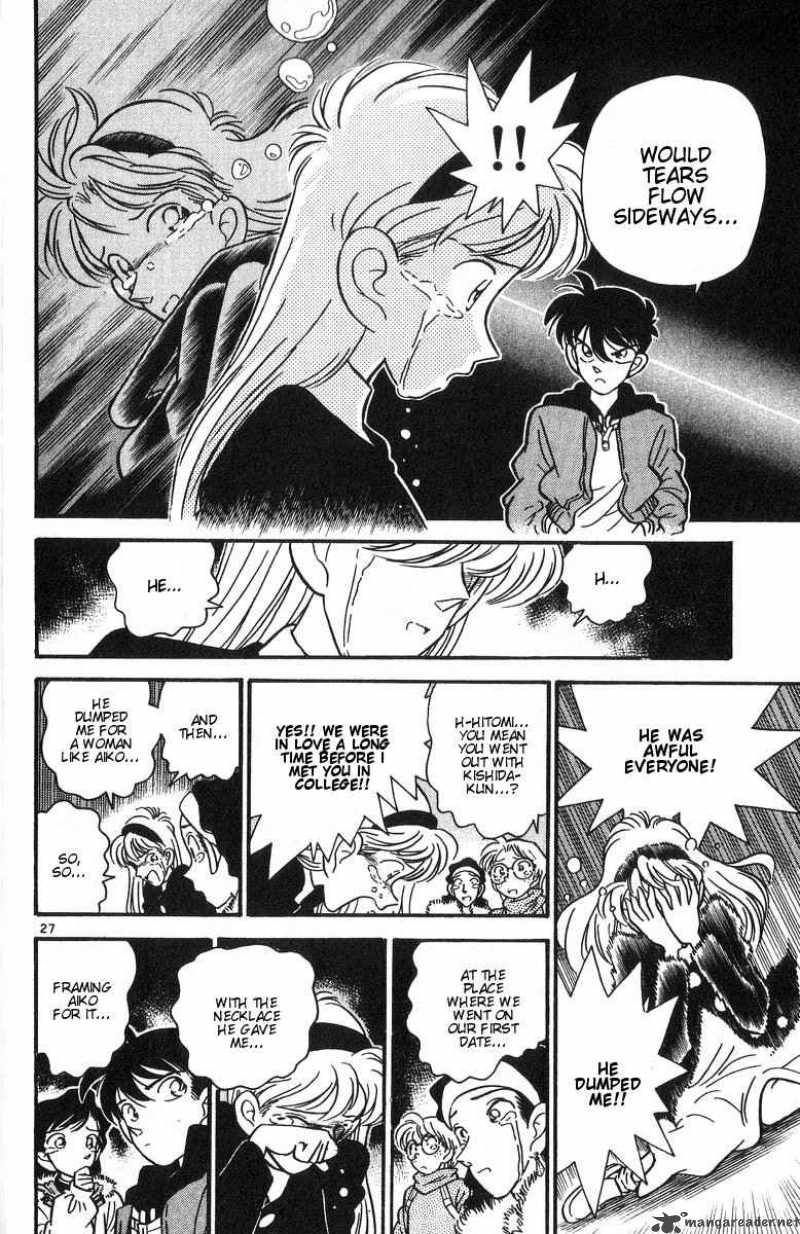 !!
WOULD
TEARS
FLOW
SIDEWAYS...
H...
HE...
HE WAS
AWFUL
EVERYONE!
HE
DUMPED
ME!!
H-HITOMI...
YOU MEAN
YOU WENT
OUT WITH
KISHIDA-
KUN...?
YES!! WE WERE
IN LOVE A LONG
TIME BEFORE I
MET YOU IN
COLLEGE!!
AND
THEN...
HE
DUMPED
ME FOR
A WOMAN
LIKE AIKO...
SO,
SO...
27
AT THE
PLACE
WHERE WE
WENT ON
OUR FIRST
DATE...
WITH THE
NECKLACE
HE GAVE
ME...
FRAMING
AIKO
FOR IT...
mangareader.net